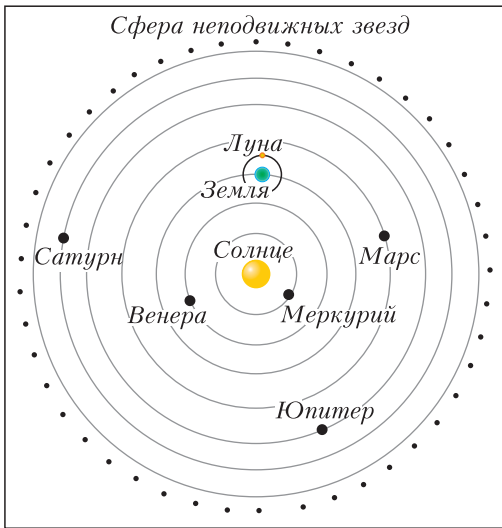 Сфера неподвижных звезд
Луна
Земля
Солнце
Сатурн
Марс
Венера
Меркурий
Юпитер